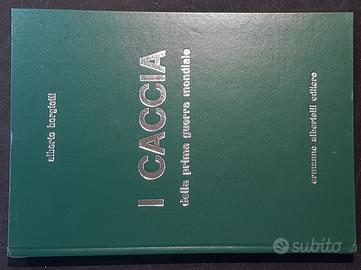 alberto borgiotti
I CACCIA
della prima guerra mondiale
ermanno albertelli editore
subito